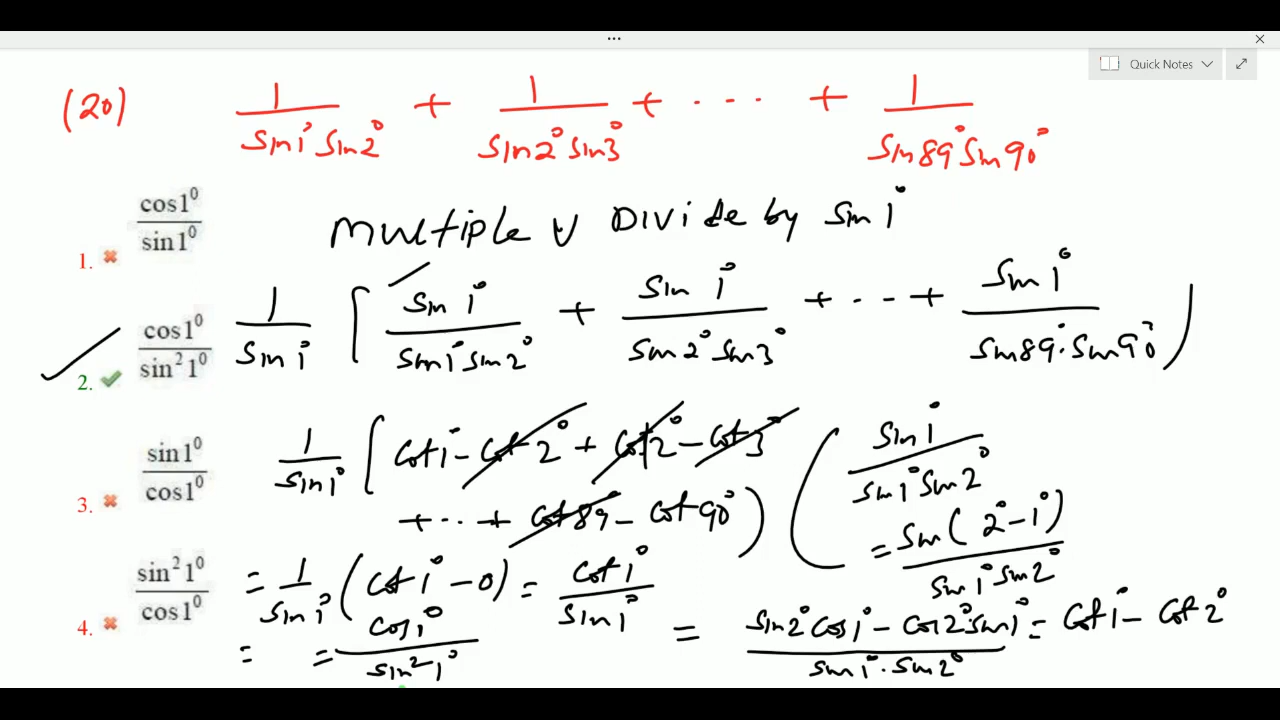 ...
Quick Notes
(20) 1/(sin1° sin2°) + 1/(sin2° sin3°) + ... + 1/(sin89° sin90°)
1. cos1⁰/sin1⁰
Multiple & Divide by sin 1°
2. cos1⁰/sin²1⁰
1/sin1° [ sin1°/(sin1° sin2°) + sin1°/(sin2° sin3°) + ... + sin1°/(sin89°. sin90°) )
3. sin1⁰/cos1⁰
1/sin1° [ cot1° - cot2° + cot2° - cot3°
+ ... + cot89 - cot90° )
( sin1°/(sin1° sin2°)
= sin(2° - 1°)/(sin1° sin2°)
4. sin²1⁰/cos1⁰
= 1/sin1° (cot1° - 0) = cot1°/sin1°
= = cos1°/sin²1°
= (sin2° cos1° - cos2°. sin1°)/(sin1°. sin2°) = cot1° - cot2°